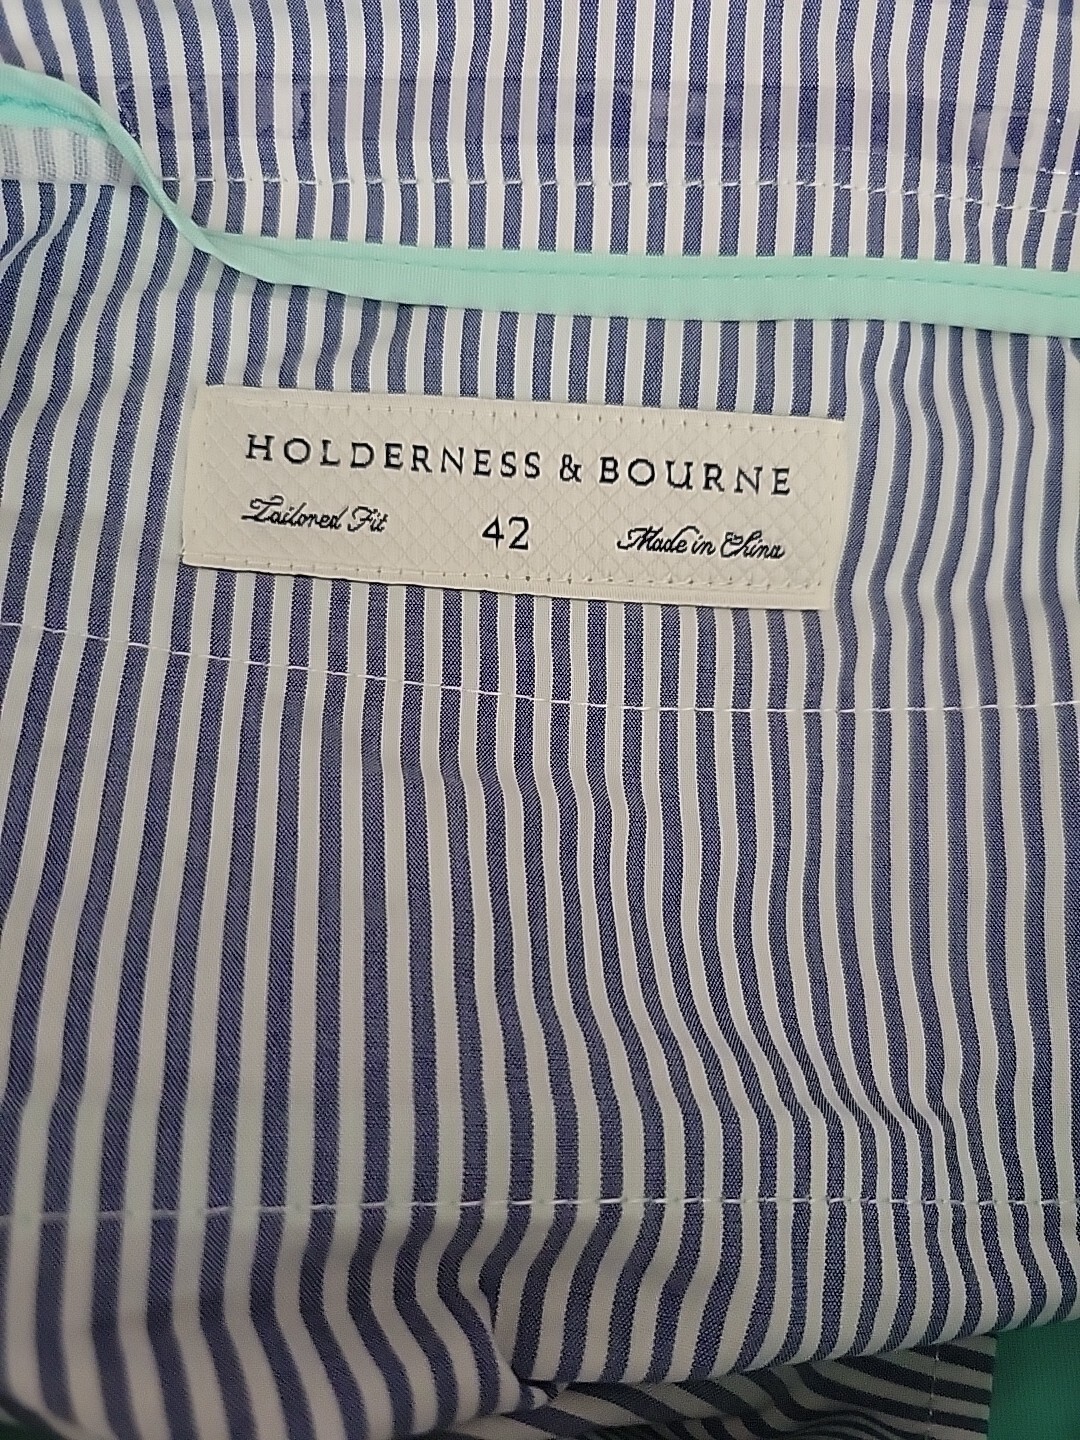 HOLDERNESS & BOURNE
Tailored Fit 42 Made in China